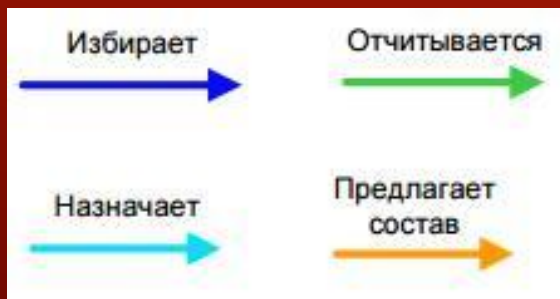 Избирает
Отчитывается
Назначает
Предлагает
состав